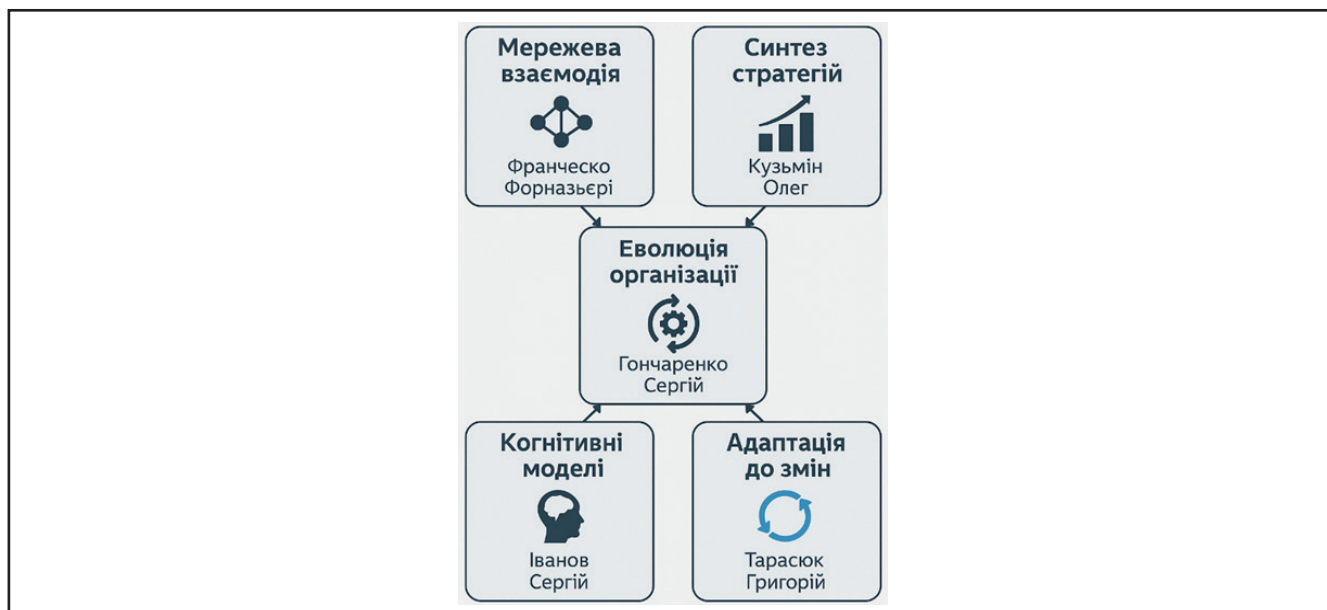 Мережева
взаємодія
Франческо
Форназьєрі
Синтез
стратегій
Кузьмін
Олег
Еволюція
організації
Гончаренко
Сергій
Когнітивні
моделі
Іванов
Сергій
Адаптація
до змін
Тарасюк
Григорій